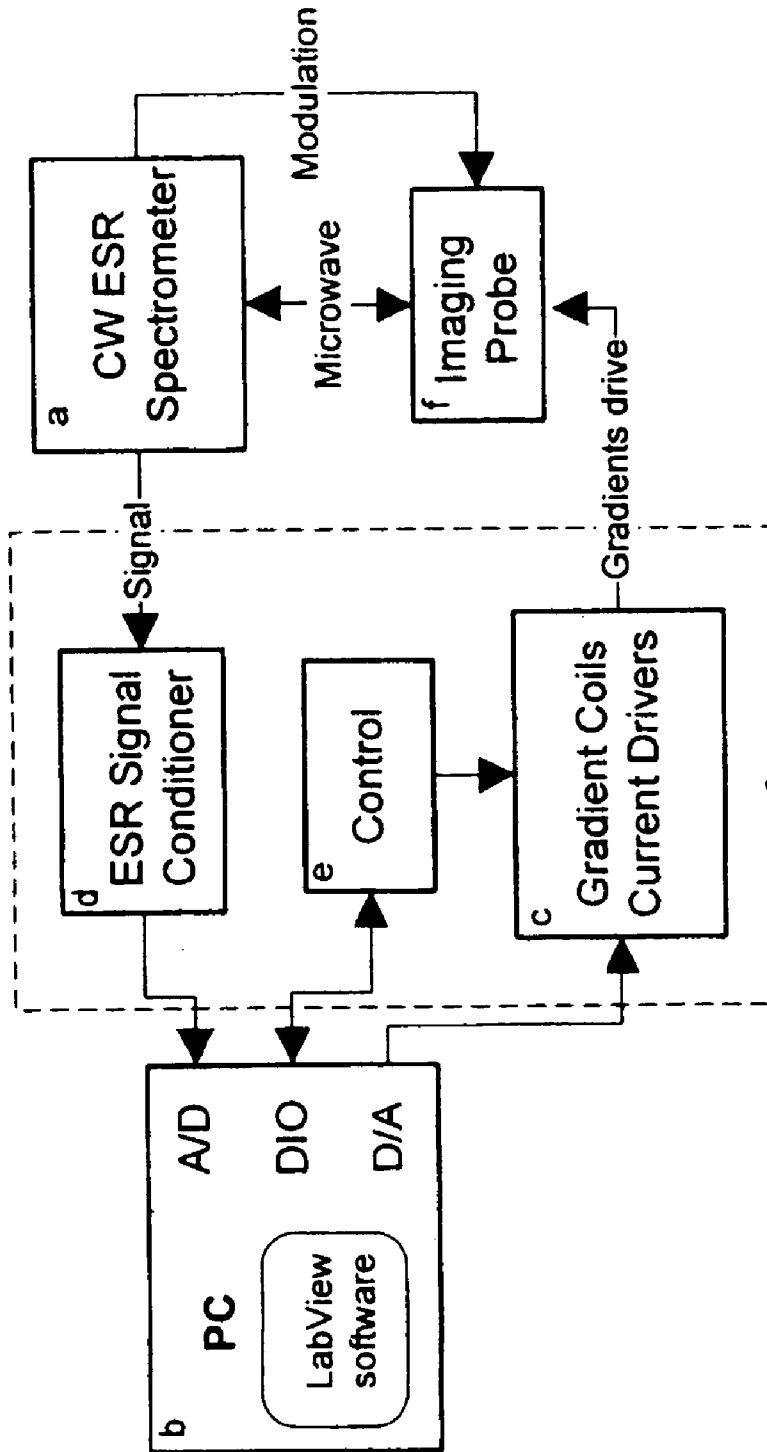 b
PC
LabView
software
A/D
DIO
D/A
d
ESR Signal
Conditioner
e
Control
c
Gradient Coils
Current Drivers
Signal
Gradients drive
a
CW ESR
Spectrometer
Microwave
Modulation
f
Imaging
Probe